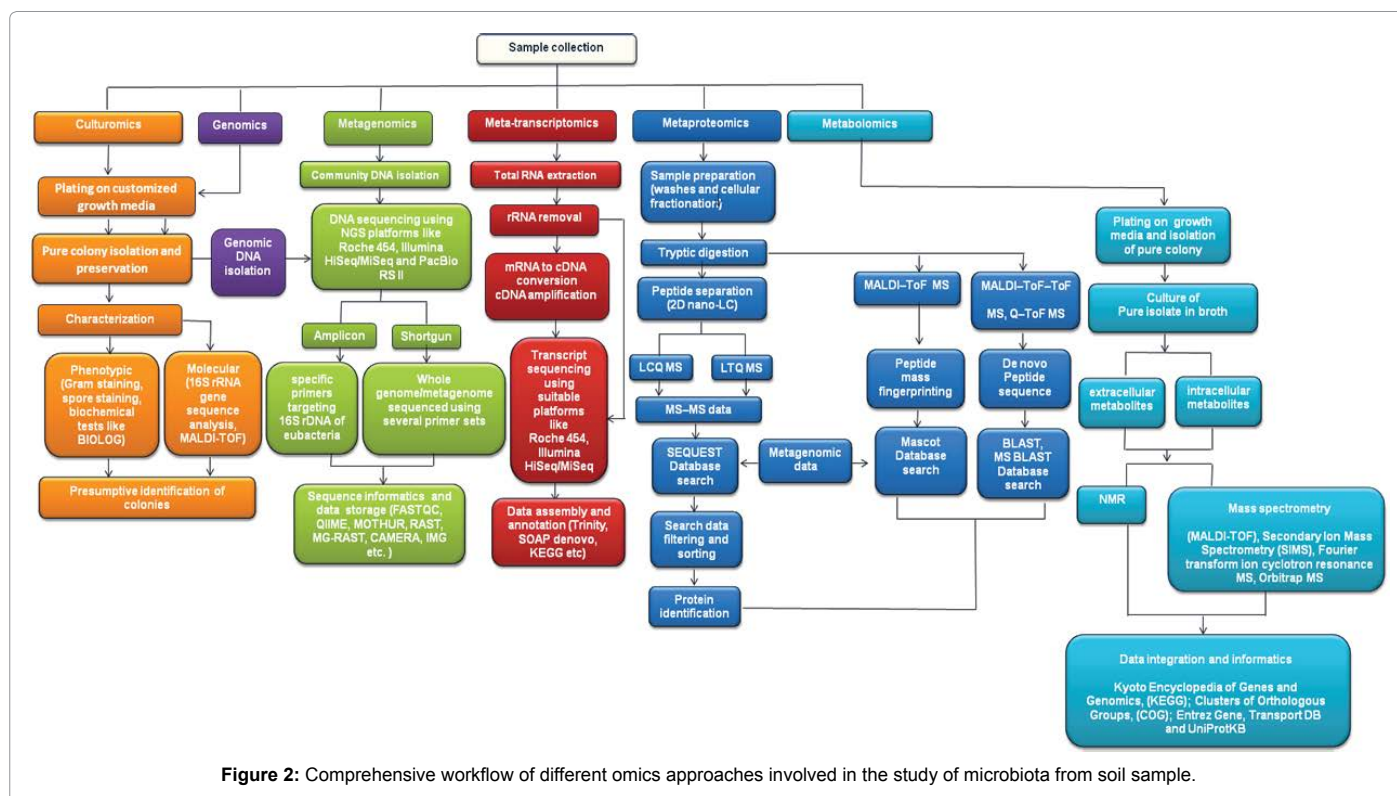 Sample collection
Culturomics
Genomics
Metagenomics
Meta-transcriptomics
Metaproteomics
Metabolomics
Plating on customized
growth media
Pure colony isolation and
preservation
Characterization
Phenotypic
(Gram staining,
spore staining,
biochemical
tests like
BIOLOG)
Molecular
(16S rRNA
gene
sequence
analysis,
MALDI-TOF)
Presumptive identification of
colonies
Genomic
DNA
isolation
Community DNA isolation
DNA sequencing using
NGS platforms like
Roche 454, Illumina
HiSeq/MiSeq and PacBio
RS II
Amplicon
Shortgun
specific
primers
targeting
16S rDNA of
eubacteria
Whole
genome/metagenome
sequenced using
several primer sets
Sequence informatics and
data storage (FASTQC,
QIIME, MOTHUR, RAST,
MG-RAST, CAMERA, IMG
etc. )
Total RNA extraction
rRNA removal
mRNA to cDNA
conversion
cDNA amplification
Transcript
sequencing
using
suitable
platforms
like
Roche 454,
Illumina
HiSeq/MiSeq
Data assembly and
annotation (Trinity,
SOAP denovo,
KEGG etc)
Sample preparation
(washes and cellular
fractionation)
Tryptic digestion
Peptide separation
(2D nano-LC)
LCQ MS
LTQ MS
MS–MS data
SEQUEST
Database
search
Metagenomic
data
Search data
filtering and
sorting
Protein
identification
MALDI–ToF MS
Peptide
mass
fingerprinting
Mascot
Database
search
MALDI–ToF–ToF
MS, Q–ToF MS
De novo
Peptide
sequence
BLAST,
MS BLAST
Database
search
Plating on growth
media and isolation
of pure colony
Culture of
Pure isolate in broth
extracellular
metabolites
intracellular
metabolites
NMR
Mass spectrometry
(MALDI-TOF), Secondary Ion Mass
Spectrometry (SIMS), Fourier
transform ion cyclotron resonance
MS, Orbitrap MS
Data integration and informatics
Kyoto Encyclopedia of Genes and
Genomics, (KEGG); Clusters of Orthologous
Groups, (COG); Entrez Gene, Transport DB
and UniProtKB
Figure 2: Comprehensive workflow of different omics approaches involved in the study of microbiota from soil sample.